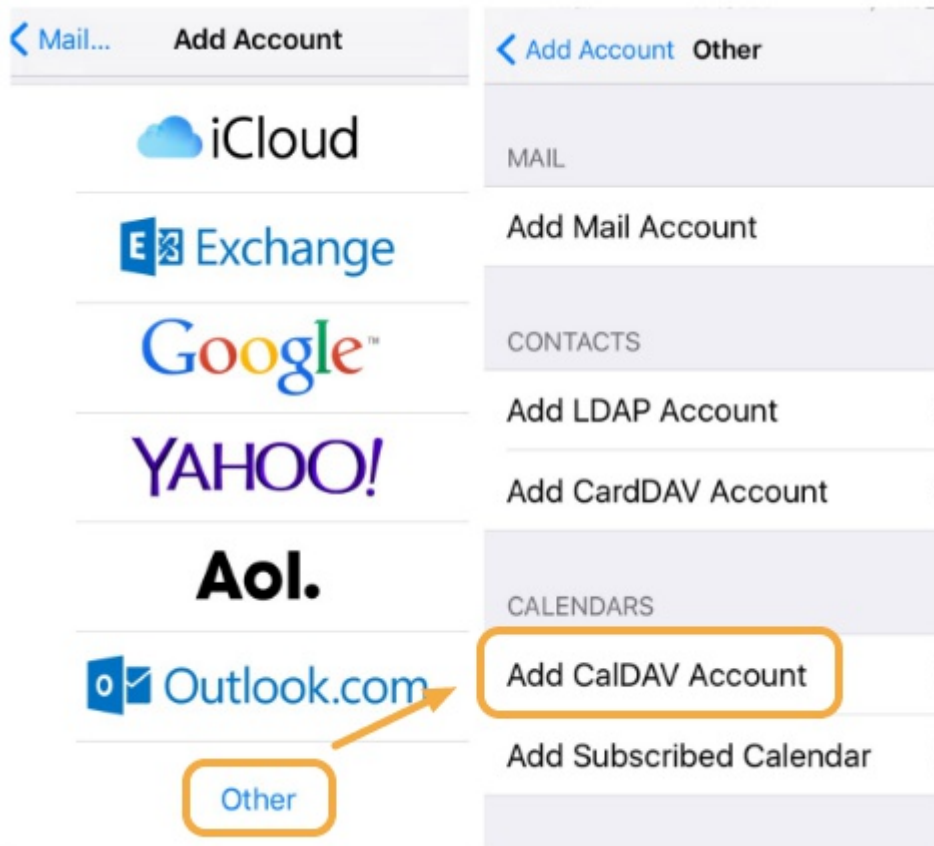 Mail... Add Account
iCloud
Exchange
Google™
YAHOO!
Aol.
Outlook.com
Other
Add Account Other
MAIL
Add Mail Account
CONTACTS
Add LDAP Account
Add CardDAV Account
CALENDARS
Add CalDAV Account
Add Subscribed Calendar